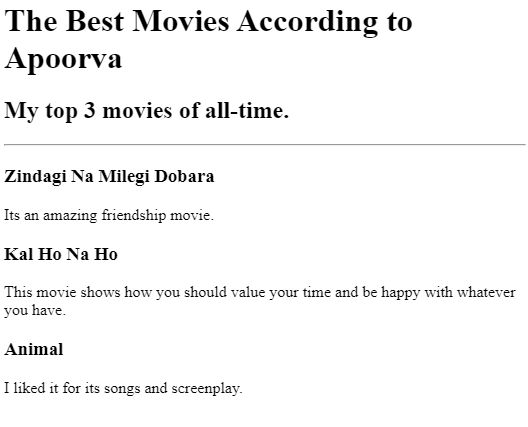 The Best Movies According to
Apoorva
My top 3 movies of all-time.
Zindagi Na Milegi Dobara
Its an amazing friendship movie.
Kal Ho Na Ho
This movie shows how you should value your time and be happy with whatever
you have.
Animal
I liked it for its songs and screenplay.